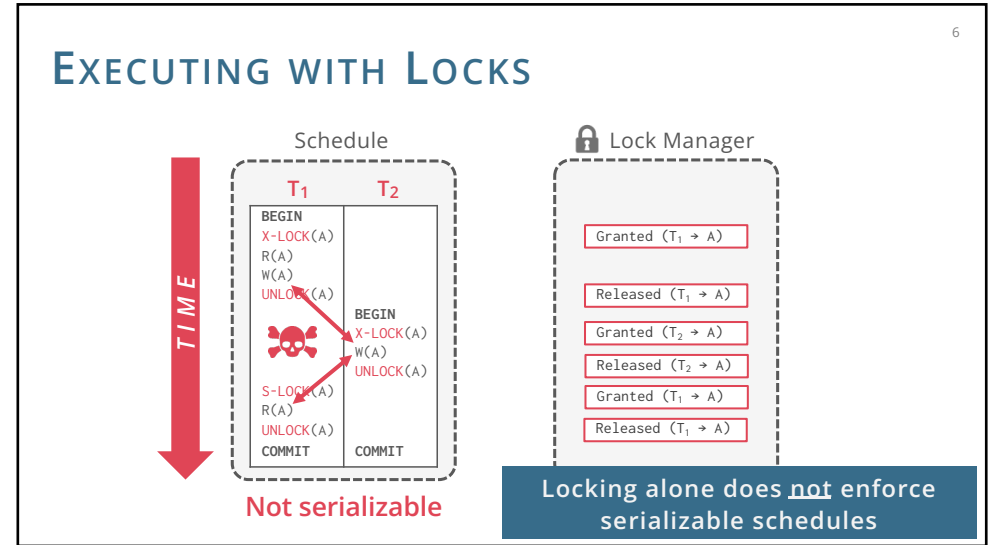 6
EXECUTING WITH LOCKS
Schedule
T₁ T₂
BEGIN
X-LOCK(A)
R(A)
W(A)
UNLOCK(A)
BEGIN
X-LOCK(A)
W(A)
UNLOCK(A)
S-LOCK(A)
R(A)
UNLOCK(A)
COMMIT COMMIT
TIME
Not serializable
Lock Manager
Granted (T₁ → A)
Released (T₁ → A)
Granted (T₂ → A)
Released (T₂ → A)
Granted (T₁ → A)
Released (T₁ → A)
Locking alone does not enforce
serializable schedules